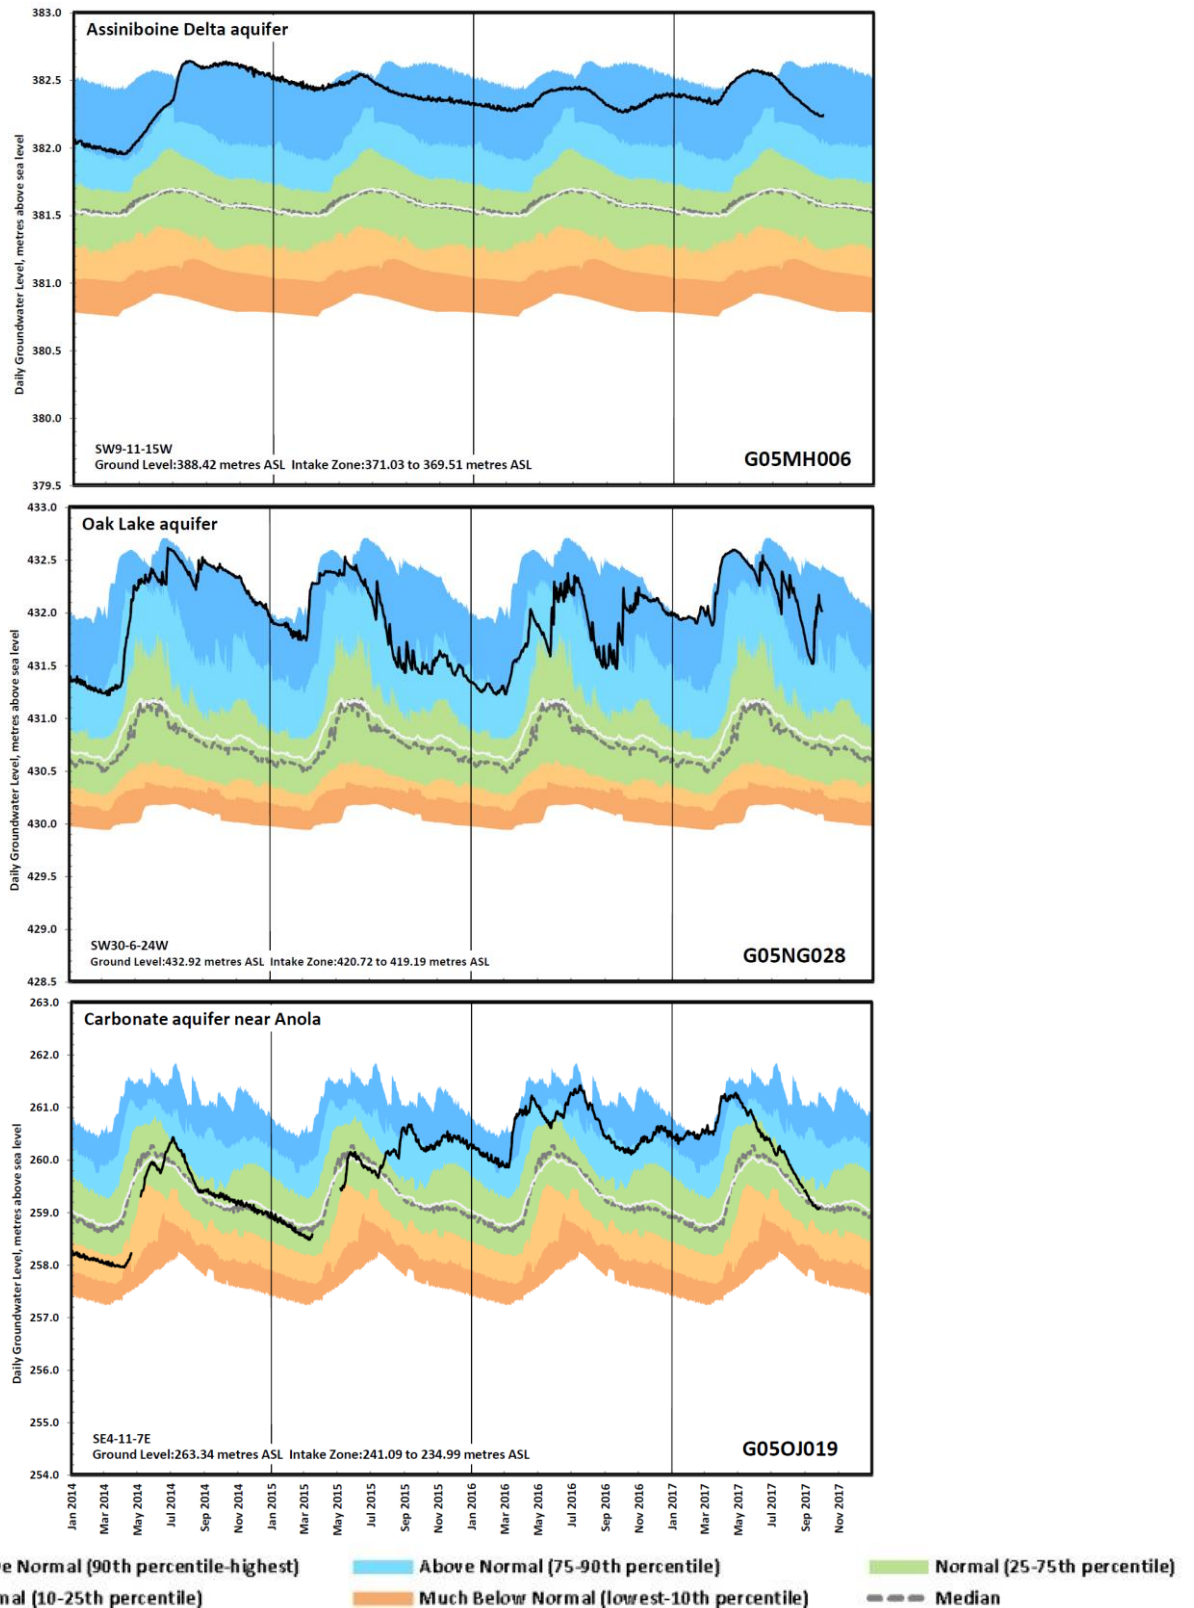 383.0
Assiniboine Delta aquifer
382.5
382.0
381.5
381.0
380.5
380.0
379.5
Daily Groundwater Level, metres above sea level
SW9-11-15W
Ground Level:388.42 metres ASL Intake Zone:371.03 to 369.51 metres ASL
G05MH006
433.0
Oak Lake aquifer
432.5
432.0
431.5
431.0
430.5
430.0
429.5
429.0
428.5
Daily Groundwater Level, metres above sea level
SW30-6-24W
Ground Level:432.92 metres ASL Intake Zone:420.72 to 419.19 metres ASL
G05NG028
263.0
Carbonate aquifer near Anola
262.0
261.0
260.0
259.0
258.0
257.0
256.0
255.0
254.0
Daily Groundwater Level, metres above sea level
SE4-11-7E
Ground Level:263.34 metres ASL Intake Zone:241.09 to 234.99 metres ASL
G05OJ019
Jan 2014
Mar 2014
May 2014
Jul 2014
Sep 2014
Nov 2014
Jan 2015
Mar 2015
May 2015
Jul 2015
Sep 2015
Nov 2015
Jan 2016
Mar 2016
May 2016
Jul 2016
Sep 2016
Nov 2016
Jan 2017
Mar 2017
May 2017
Jul 2017
Sep 2017
Nov 2017
e Normal (90th percentile-highest) Above Normal (75-90th percentile) Normal (25-75th percentile)
mal (10-25th percentile) Much Below Normal (lowest-10th percentile) Median